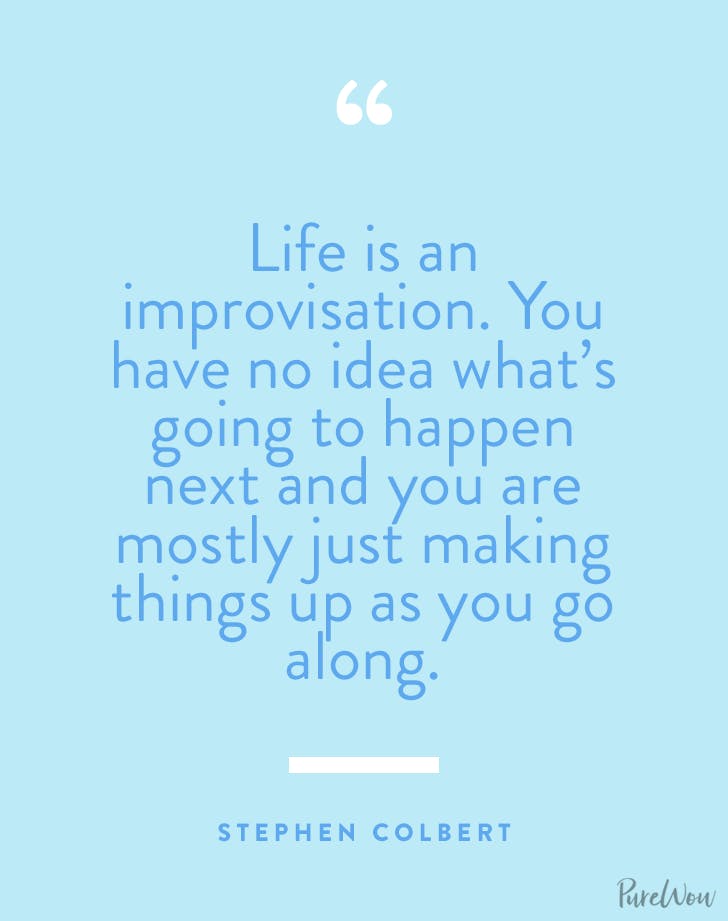 “
Life is an
improvisation. You
have no idea what’s
going to happen
next and you are
mostly just making
things up as you go
along.
STEPHEN COLBERT
PureWow